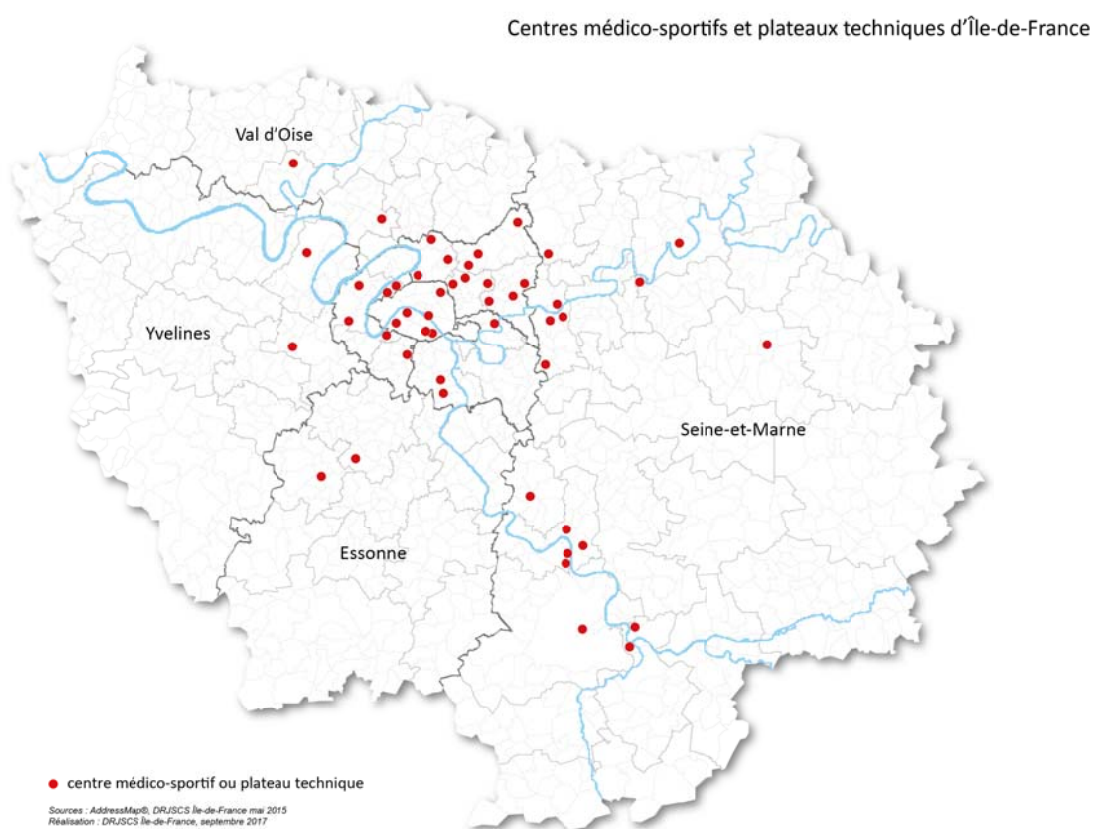 Centres médico-sportifs et plateaux techniques d'Île-de-France
Val d'Oise
Yvelines
Seine-et-Marne
Essonne
centre médico-sportif ou plateau technique
Sources : AddressMap®, DRJSCS Île-de-France mai 2015
Réalisation : DRJSCS Île-de-France, septembre 2017